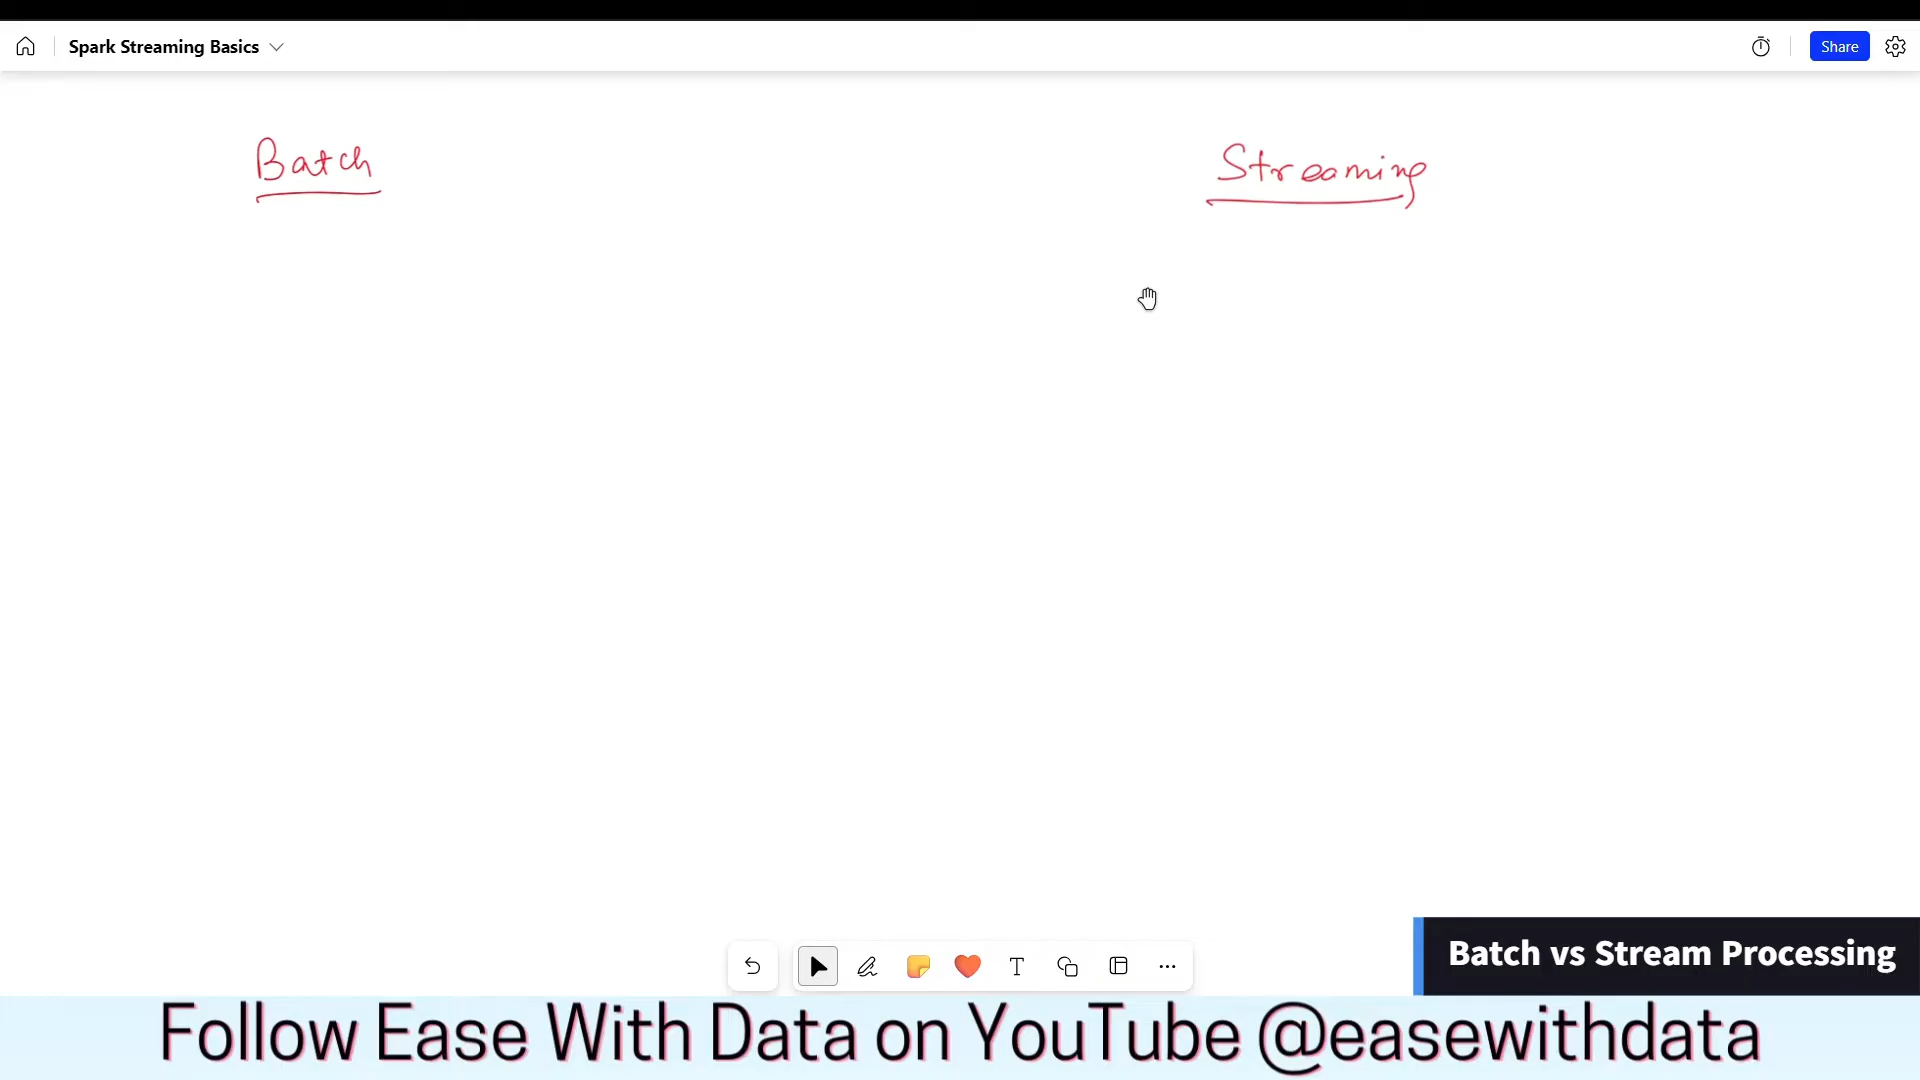 Spark Streaming Basics
Share
Batch
Streaming
T
Batch vs Stream Processing
Follow Ease With Data on YouTube @easewithdata